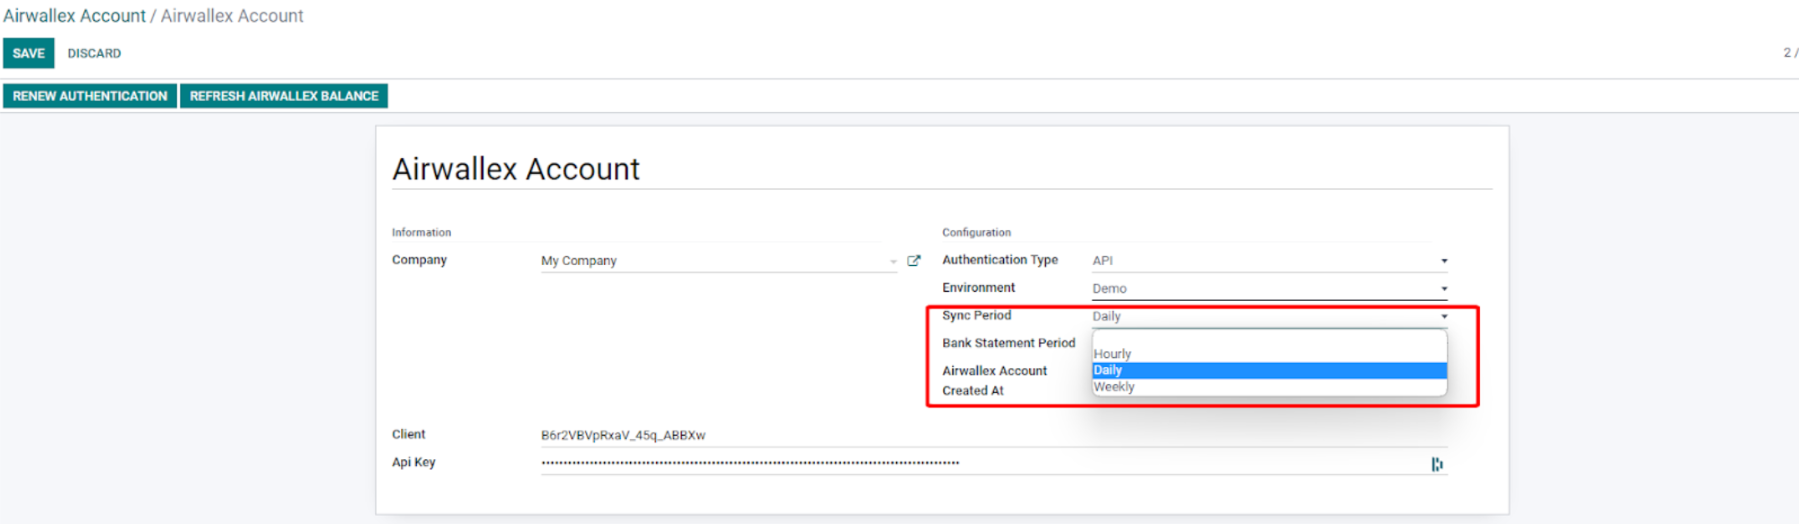 Airwallex Account / Airwallex Account
SAVE DISCARD 2 /
RENEW AUTHENTICATION REFRESH AIRWALLEX BALANCE
Airwallex Account
Information
Company My Company
Configuration
Authentication Type API
Environment Demo
Sync Period Daily
Bank Statement Period
Hourly
Daily
Weekly
Airwallex Account
Created At
Client B6r2VBVpRxaV_45q_ABBXw
Api Key